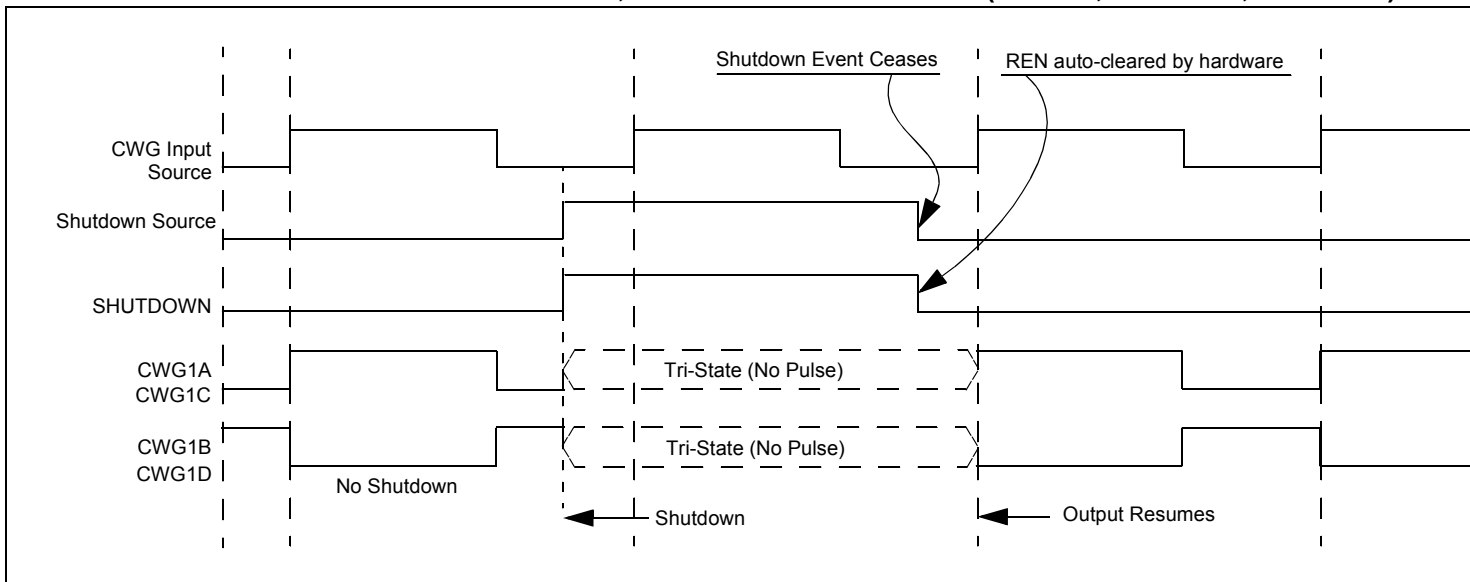 Shutdown Event Ceases
REN auto-cleared by hardware
CWG Input
Source
Shutdown Source
SHUTDOWN
CWG1A
CWG1C
Tri-State (No Pulse)
CWG1B
CWG1D
Tri-State (No Pulse)
No Shutdown
Shutdown
Output Resumes